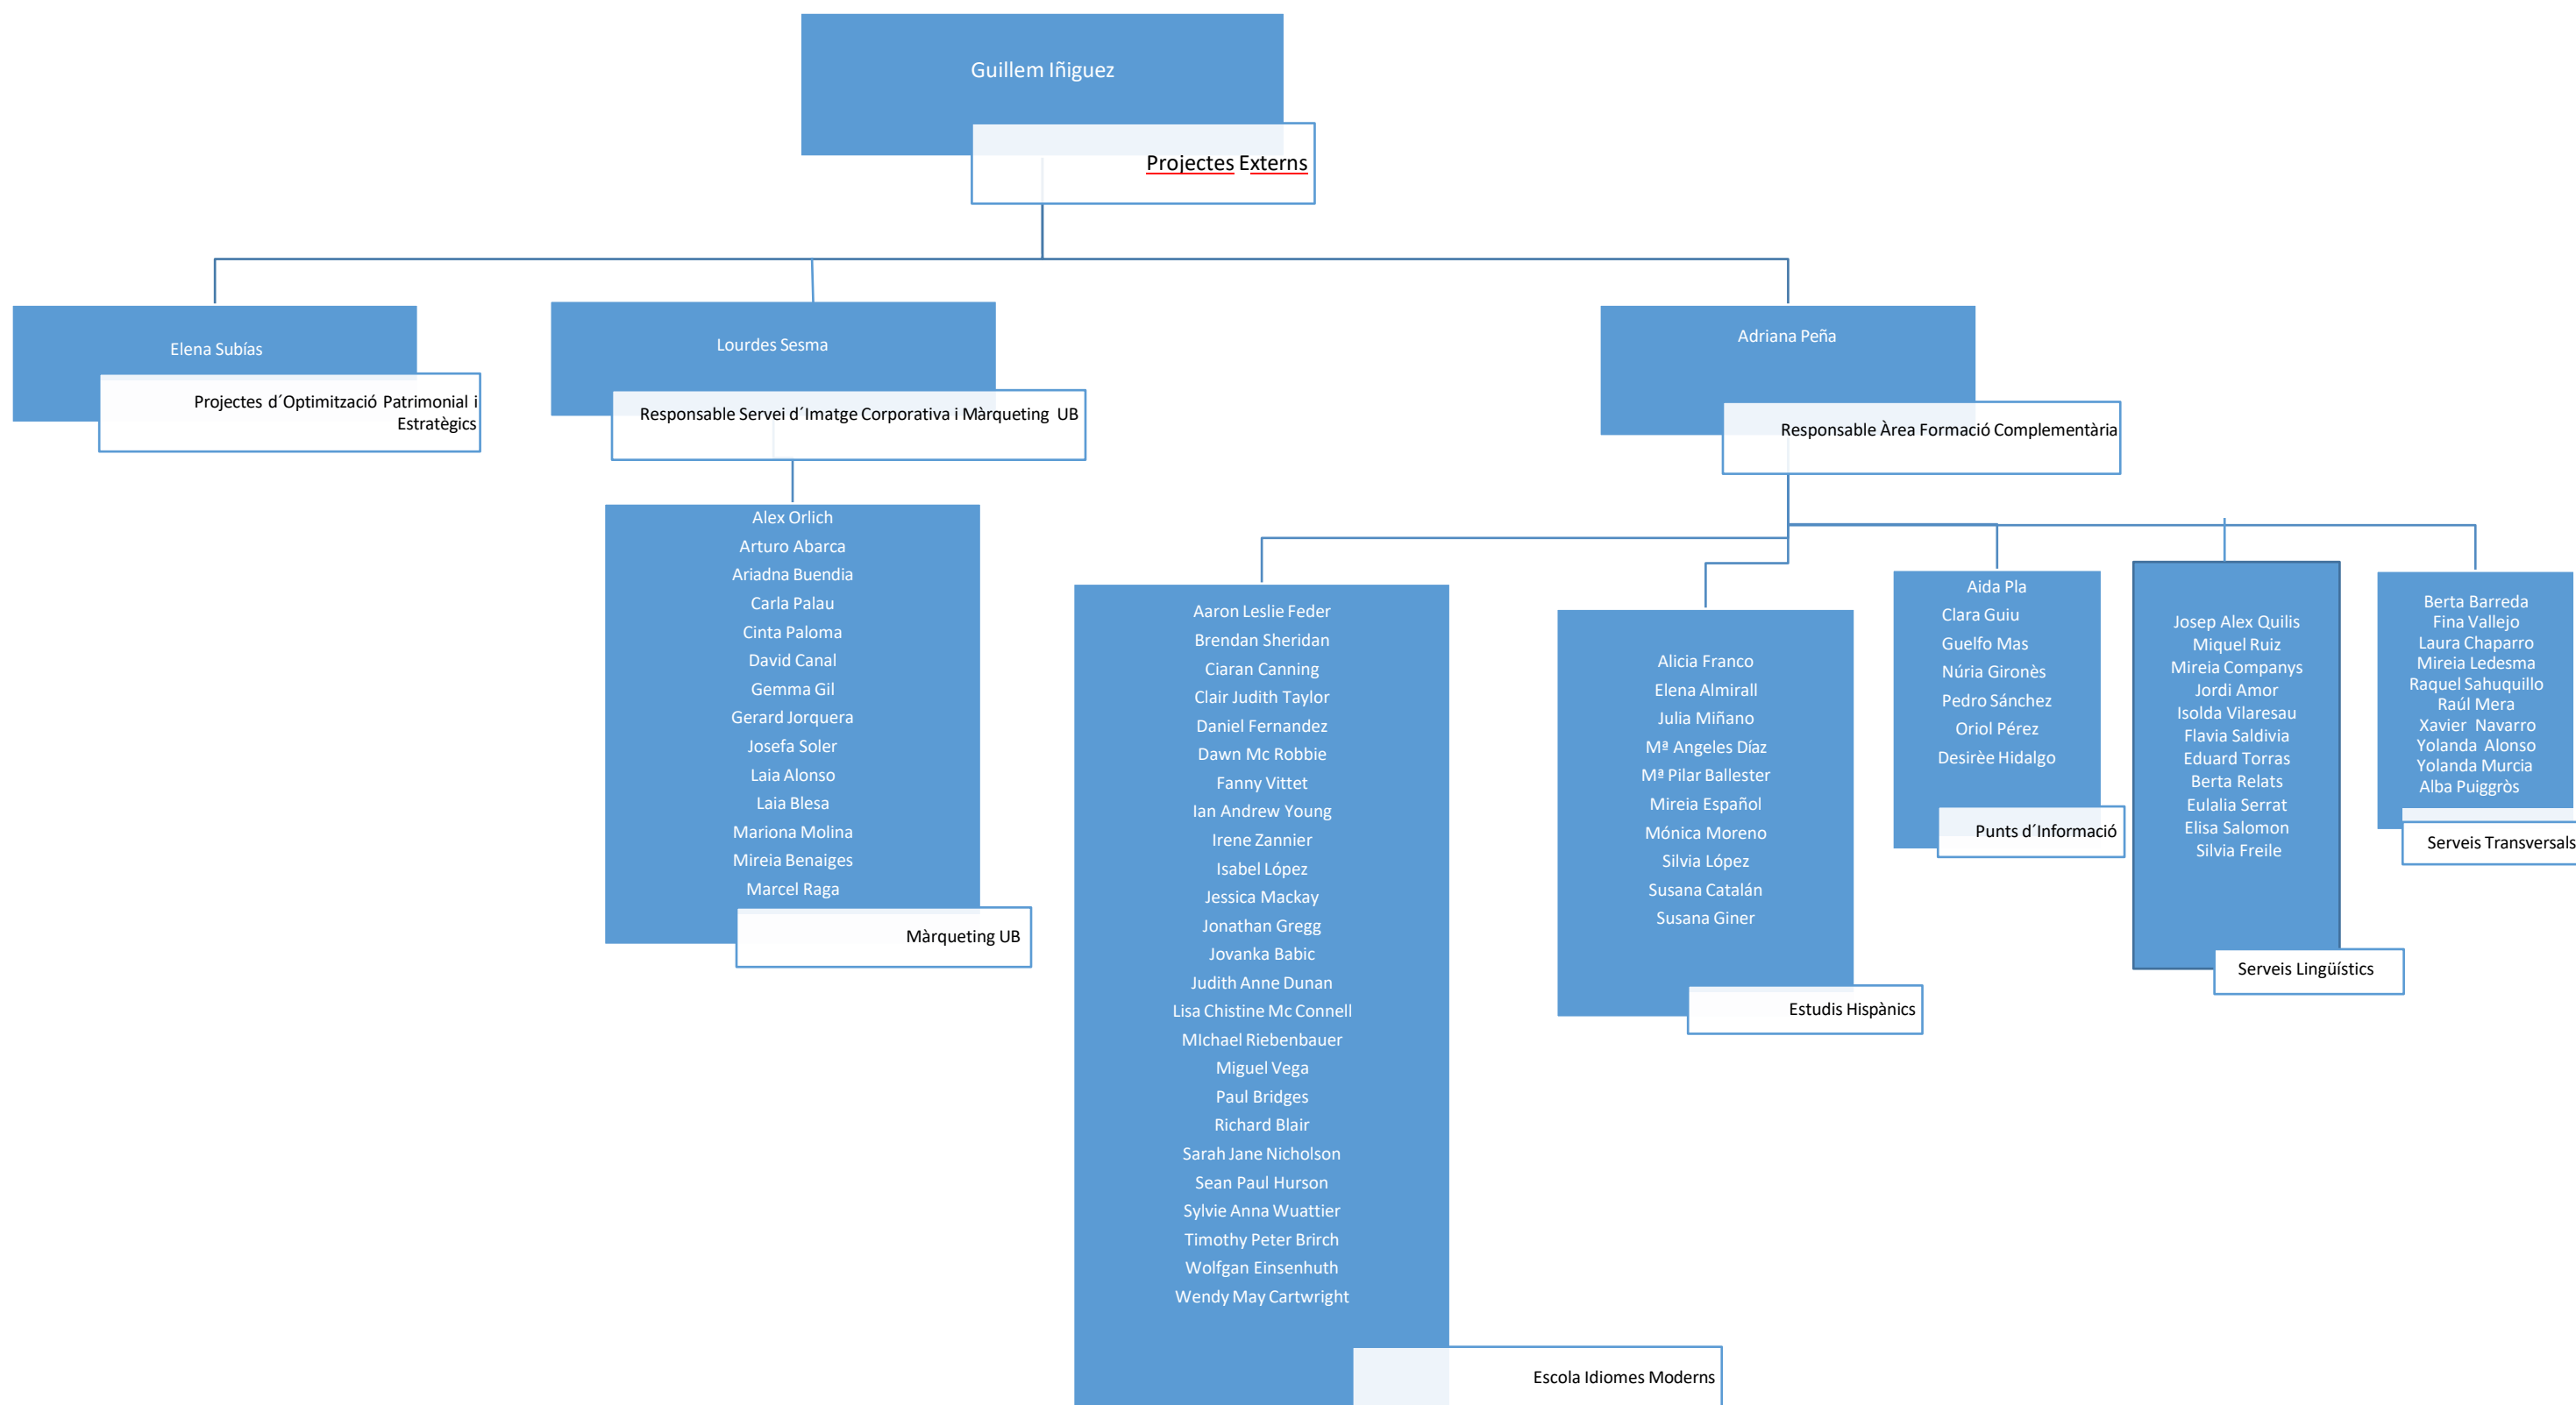 Guillem Iñiguez
Projectes Externs
Elena Subías
Projectes d´Optimització Patrimonial i
Estratègics
Lourdes Sesma
Responsable Servei d´Imatge Corporativa i Màrqueting UB
Adriana Peña
Responsable Àrea Formació Complementària
Alex Orlich
Arturo Abarca
Ariadna Buendia
Carla Palau
Cinta Paloma
David Canal
Gemma Gil
Gerard Jorquera
Josefa Soler
Laia Alonso
Laia Blesa
Mariona Molina
Mireia Benaiges
Marcel Raga
Màrqueting UB
Aaron Leslie Feder
Brendan Sheridan
Ciaran Canning
Clair Judith Taylor
Daniel Fernandez
Dawn Mc Robbie
Fanny Vittet
Ian Andrew Young
Irene Zannier
Isabel López
Jessica Mackay
Jonathan Gregg
Jovanka Babic
Judith Anne Dunan
Lisa Chistine Mc Connell
MIchael Riebenbauer
Miguel Vega
Paul Bridges
Richard Blair
Sarah Jane Nicholson
Sean Paul Hurson
Sylvie Anna Wuattier
Timothy Peter Brirch
Wolfgan Einsenhuth
Wendy May Cartwright
Escola Idiomes Moderns
Alicia Franco
Elena Almirall
Julia Miñano
Mª Angeles Díaz
Mª Pilar Ballester
Mireia Español
Mónica Moreno
Silvia López
Susana Catalán
Susana Giner
Estudis Hispànics
Aida Pla
Clara Guiu
Guelfo Mas
Núria Gironès
Pedro Sánchez
Oriol Pérez
Desirèe Hidalgo
Punts d´Informació
Josep Alex Quilis
Miquel Ruiz
Mireia Companys
Jordi Amor
Isolda Vilaresau
Flavia Saldivia
Eduard Torras
Berta Relats
Eulalia Serrat
Elisa Salomon
Silvia Freile
Serveis Lingüístics
Berta Barreda
Fina Vallejo
Laura Chaparro
Mireia Ledesma
Raquel Sahuquillo
Raúl Mera
Xavier Navarro
Yolanda Alonso
Yolanda Murcia
Alba Puiggròs
Serveis Transversals